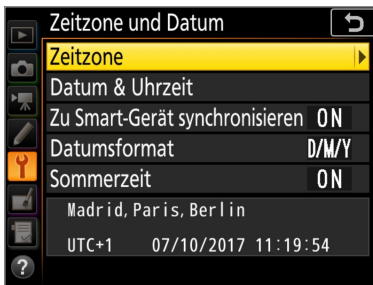 Zeitzone und Datum
Zeitzone
Datum & Uhrzeit
Zu Smart-Gerät synchronisieren ON
Datumsformat D/M/Y
Sommerzeit ON
Madrid, Paris, Berlin
UTC+1 07/10/2017 11:19:54
?